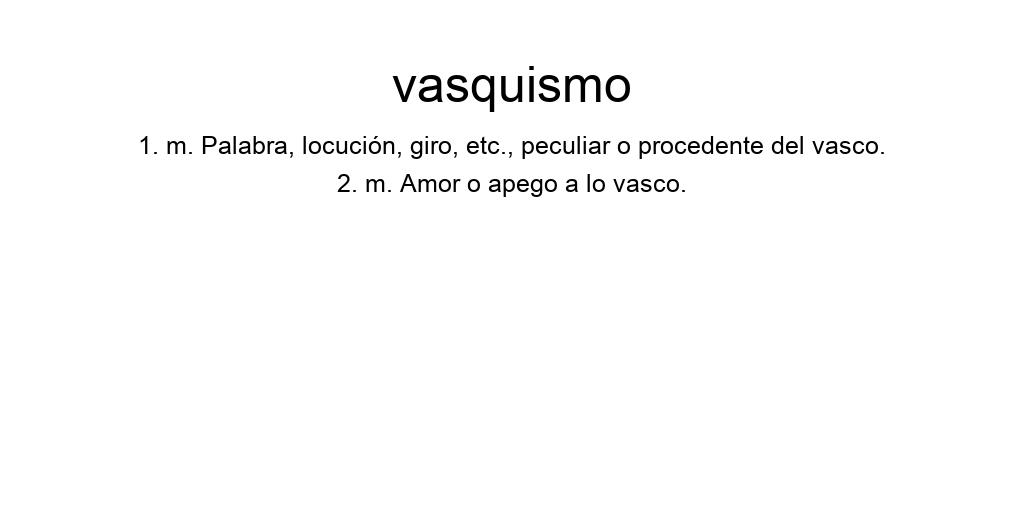 vasquismo
1. m. Palabra, locución, giro, etc., peculiar o procedente del vasco.
2. m. Amor o apego a lo vasco.